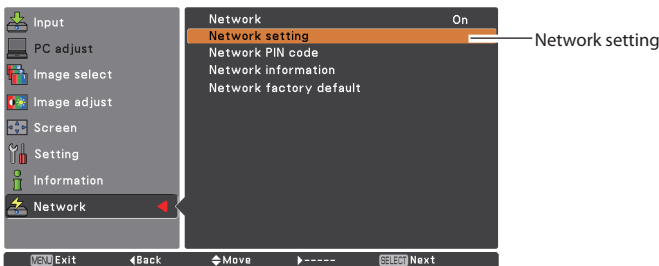 Input
PC adjust
Image select
Image adjust
Screen
Setting
Information
Network
Network On
Network setting
Network PIN code
Network information
Network factory default
Network setting
MENU Exit ◀Back ◆Move ▶----- SELECT Next